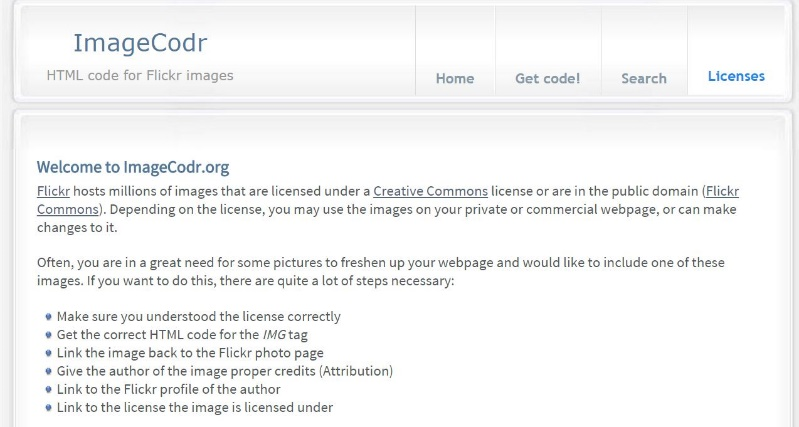 ImageCodr
HTML code for Flickr images
Home
Get code!
Search
Licenses
Welcome to ImageCodr.org
Flickr hosts millions of images that are licensed under a Creative Commons license or are in the public domain (Flickr
Commons). Depending on the license, you may use the images on your private or commercial webpage, or can make
changes to it.
Often, you are in a great need for some pictures to freshen up your webpage and would like to include one of these
images. If you want to do this, there are quite a lot of steps necessary:
Make sure you understood the license correctly
Get the correct HTML code for the IMG tag
Link the image back to the Flickr photo page
Give the author of the image proper credits (Attribution)
Link to the Flickr profile of the author
Link to the license the image is licensed under